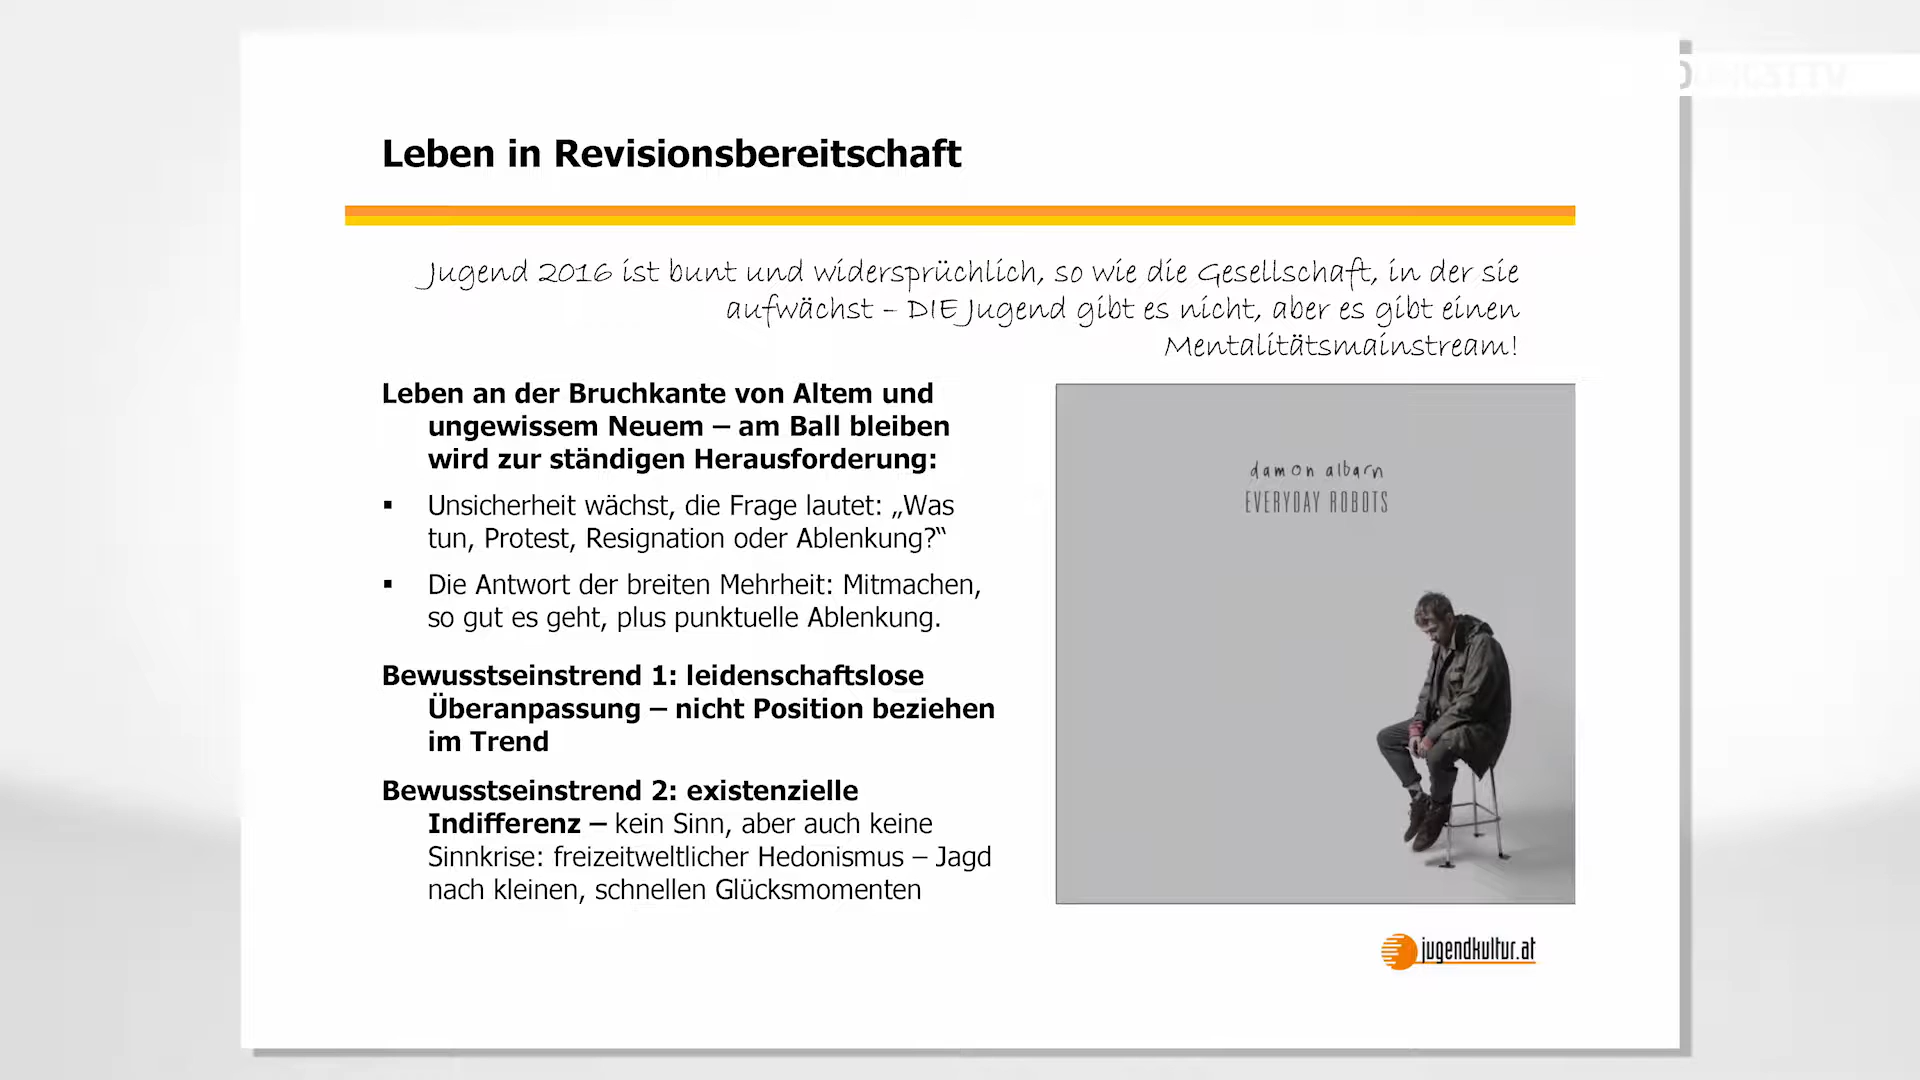 Leben in Revisionsbereitschaft
Jugend 2016 ist bunt und widersprüchlich, so wie die Gesellschaft, in der sie
aufwächst – DIE Jugend gibt es nicht, aber es gibt einen
Mentalitätsmainstream!
Leben an der Bruchkante von Altem und
ungewissem Neuem – am Ball bleiben
wird zur ständigen Herausforderung:
▪ Unsicherheit wächst, die Frage lautet: „Was
tun, Protest, Resignation oder Ablenkung?“
▪ Die Antwort der breiten Mehrheit: Mitmachen,
so gut es geht, plus punktuelle Ablenkung.
Bewusstseinstrend 1: leidenschaftslose
Überanpassung – nicht Position beziehen
im Trend
Bewusstseinstrend 2: existenzielle
Indifferenz – kein Sinn, aber auch keine
Sinnkrise: freizeitweltlicher Hedonismus – Jagd
nach kleinen, schnellen Glücksmomenten
damon albarn
EVERYDAY ROBOTS
jugendkultur.at